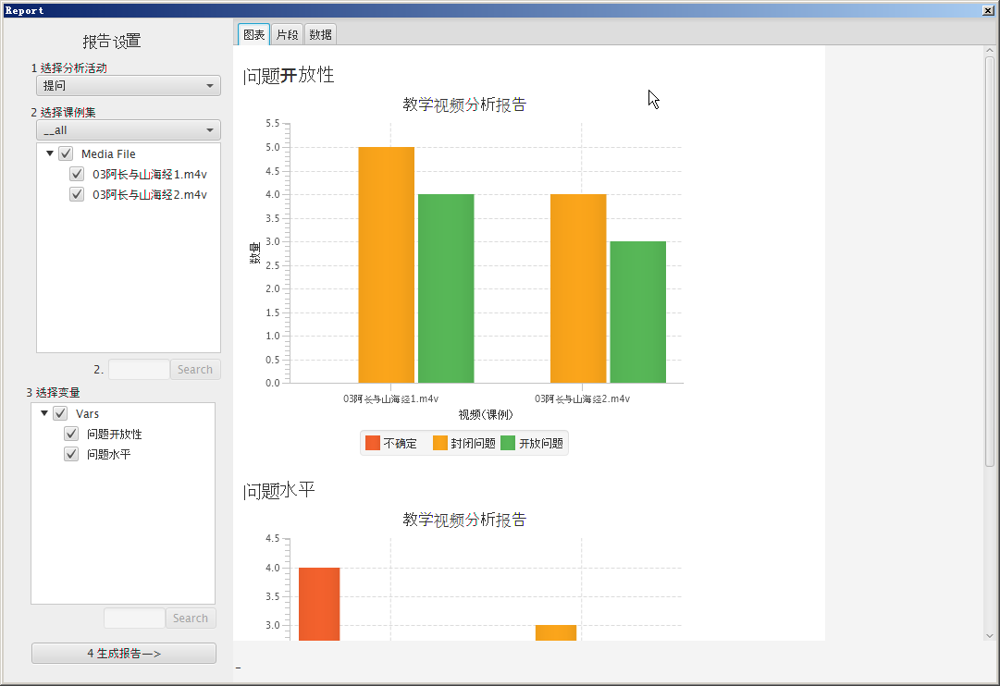 Report
报告设置
1 选择分析活动
提问
2 选择课例集
__all
Media File
03阿长与山海经1.m4v
03阿长与山海经2.m4v
2.
Search
3 选择变量
Vars
问题开放性
问题水平
Search
4 生成报告—>
图表 片段 数据
问题开放性
教学视频分析报告
5.5
5.0
4.5
4.0
3.5
3.0
2.5
2.0
1.5
1.0
0.5
0.0
数量
03阿长与山海经1.m4v 03阿长与山海经2.m4v
视频(课例)
不确定 封闭问题 开放问题
问题水平
教学视频分析报告
4.5
4.0
3.5
3.0